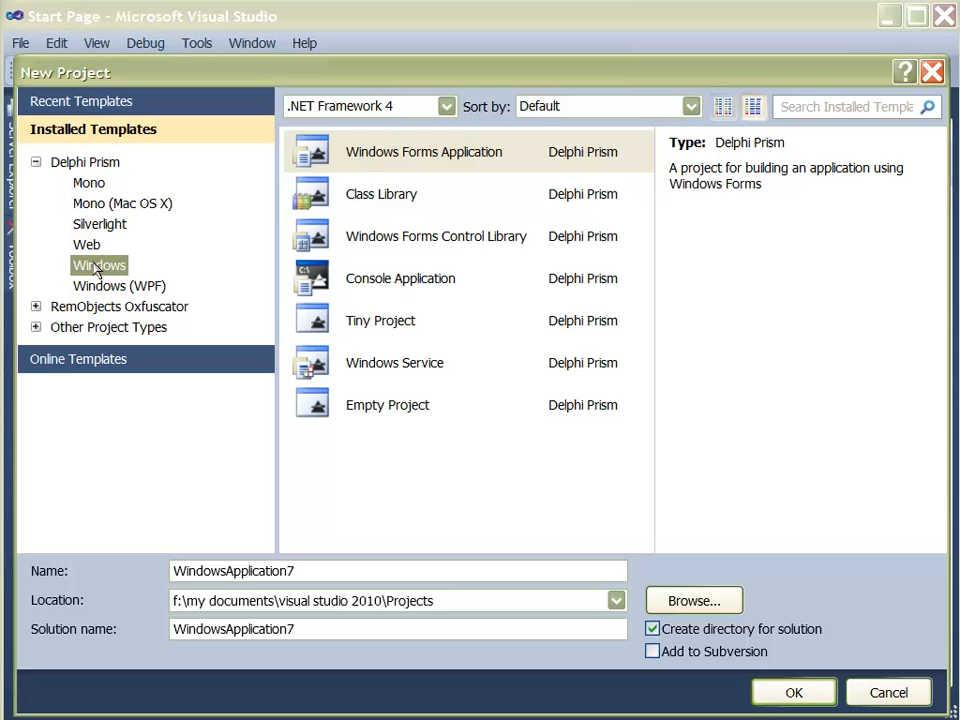 Start Page - Microsoft Visual Studio
File Edit View Debug Tools Window Help
New Project
Recent Templates
Installed Templates
Delphi Prism
Mono
Mono (Mac OS X)
Silverlight
Web
Windows
Windows (WPF)
RemObjects Oxfuscator
Other Project Types
Online Templates
.NET Framework 4 Sort by: Default
Windows Forms Application Delphi Prism
Class Library Delphi Prism
Windows Forms Control Library Delphi Prism
Console Application Delphi Prism
Tiny Project Delphi Prism
Windows Service Delphi Prism
Empty Project Delphi Prism
Search Installed Templa
Type: Delphi Prism
A project for building an application using
Windows Forms
Name: WindowsApplication7
Location: f:\my documents\visual studio 2010\Projects Browse...
Solution name: WindowsApplication7
Create directory for solution
Add to Subversion
OK Cancel